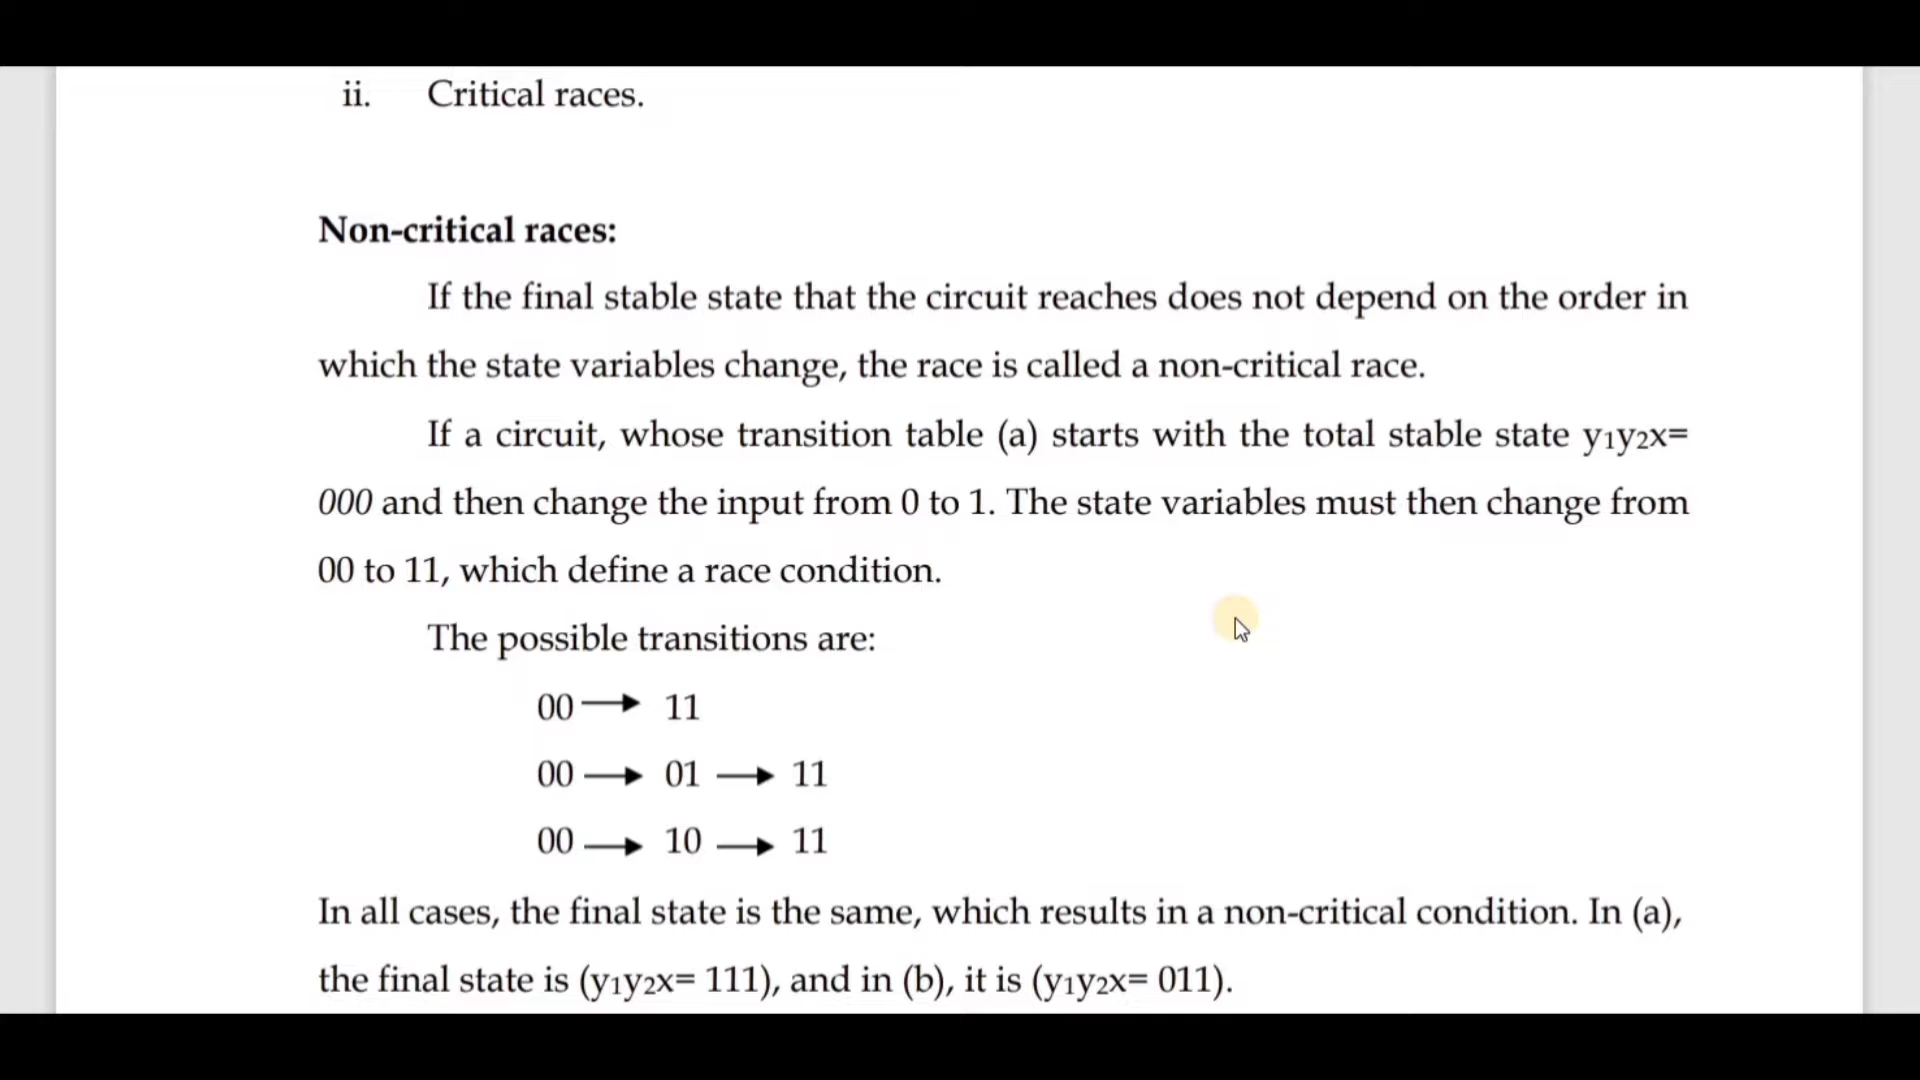 ii. Critical races.
Non-critical races:
If the final stable state that the circuit reaches does not depend on the order in
which the state variables change, the race is called a non-critical race.
If a circuit, whose transition table (a) starts with the total stable state y₁y₂x=
000 and then change the input from 0 to 1. The state variables must then change from
00 to 11, which define a race condition.
The possible transitions are:
00 → 11
00 → 01 → 11
00 → 10 → 11
In all cases, the final state is the same, which results in a non-critical condition. In (a),
the final state is (y₁y₂x= 111), and in (b), it is (y₁y₂x= 011).